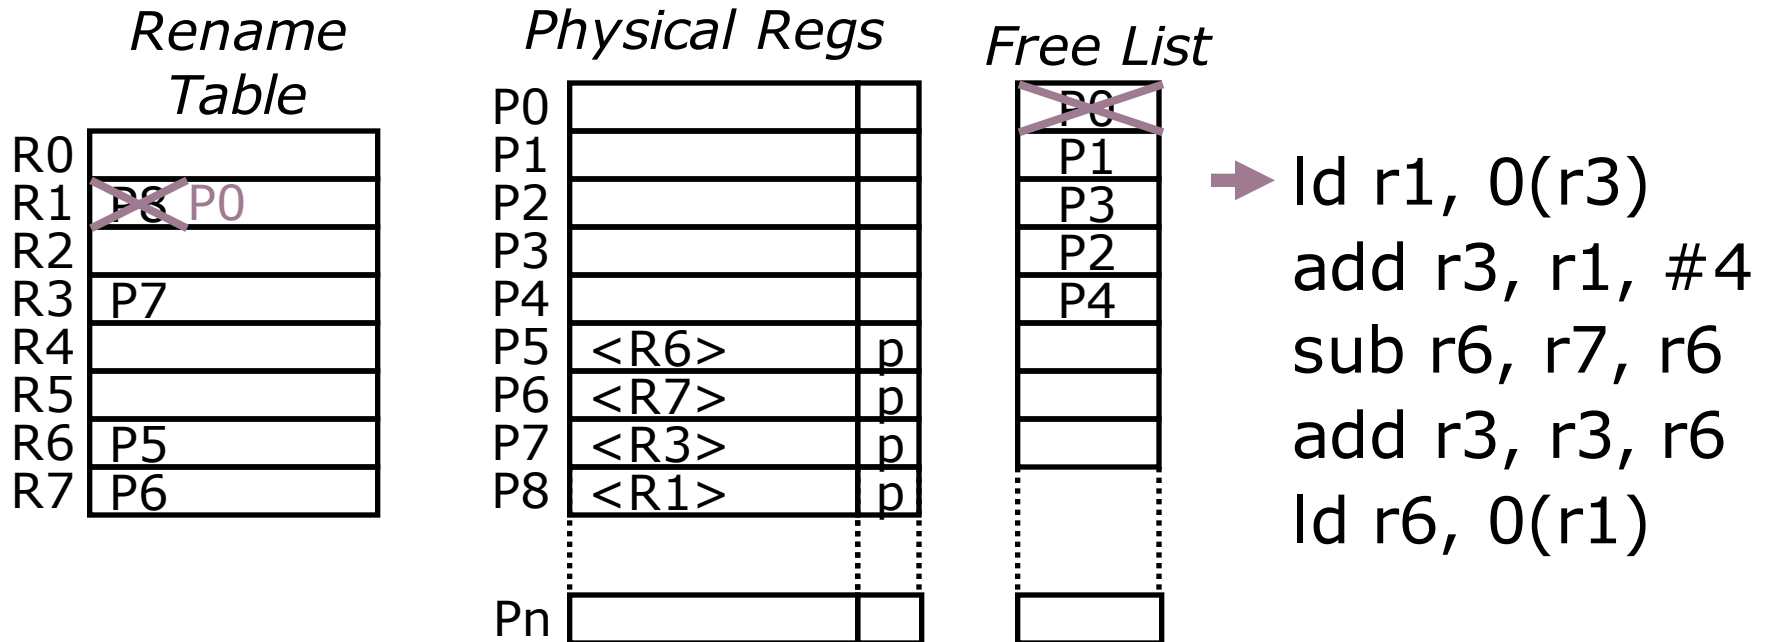 Rename
Table
R0
R1 P8 P0
R2
R3 P7
R4
R5
R6 P5
R7 P6
Physical Regs
P0
P1
P2
P3
P4
P5 <R6> p
P6 <R7> p
P7 <R3> p
P8 <R1> p
Pn
Free List
P0
P1
P3
P2
P4
ld r1, 0(r3)
add r3, r1, #4
sub r6, r7, r6
add r3, r3, r6
ld r6, 0(r1)